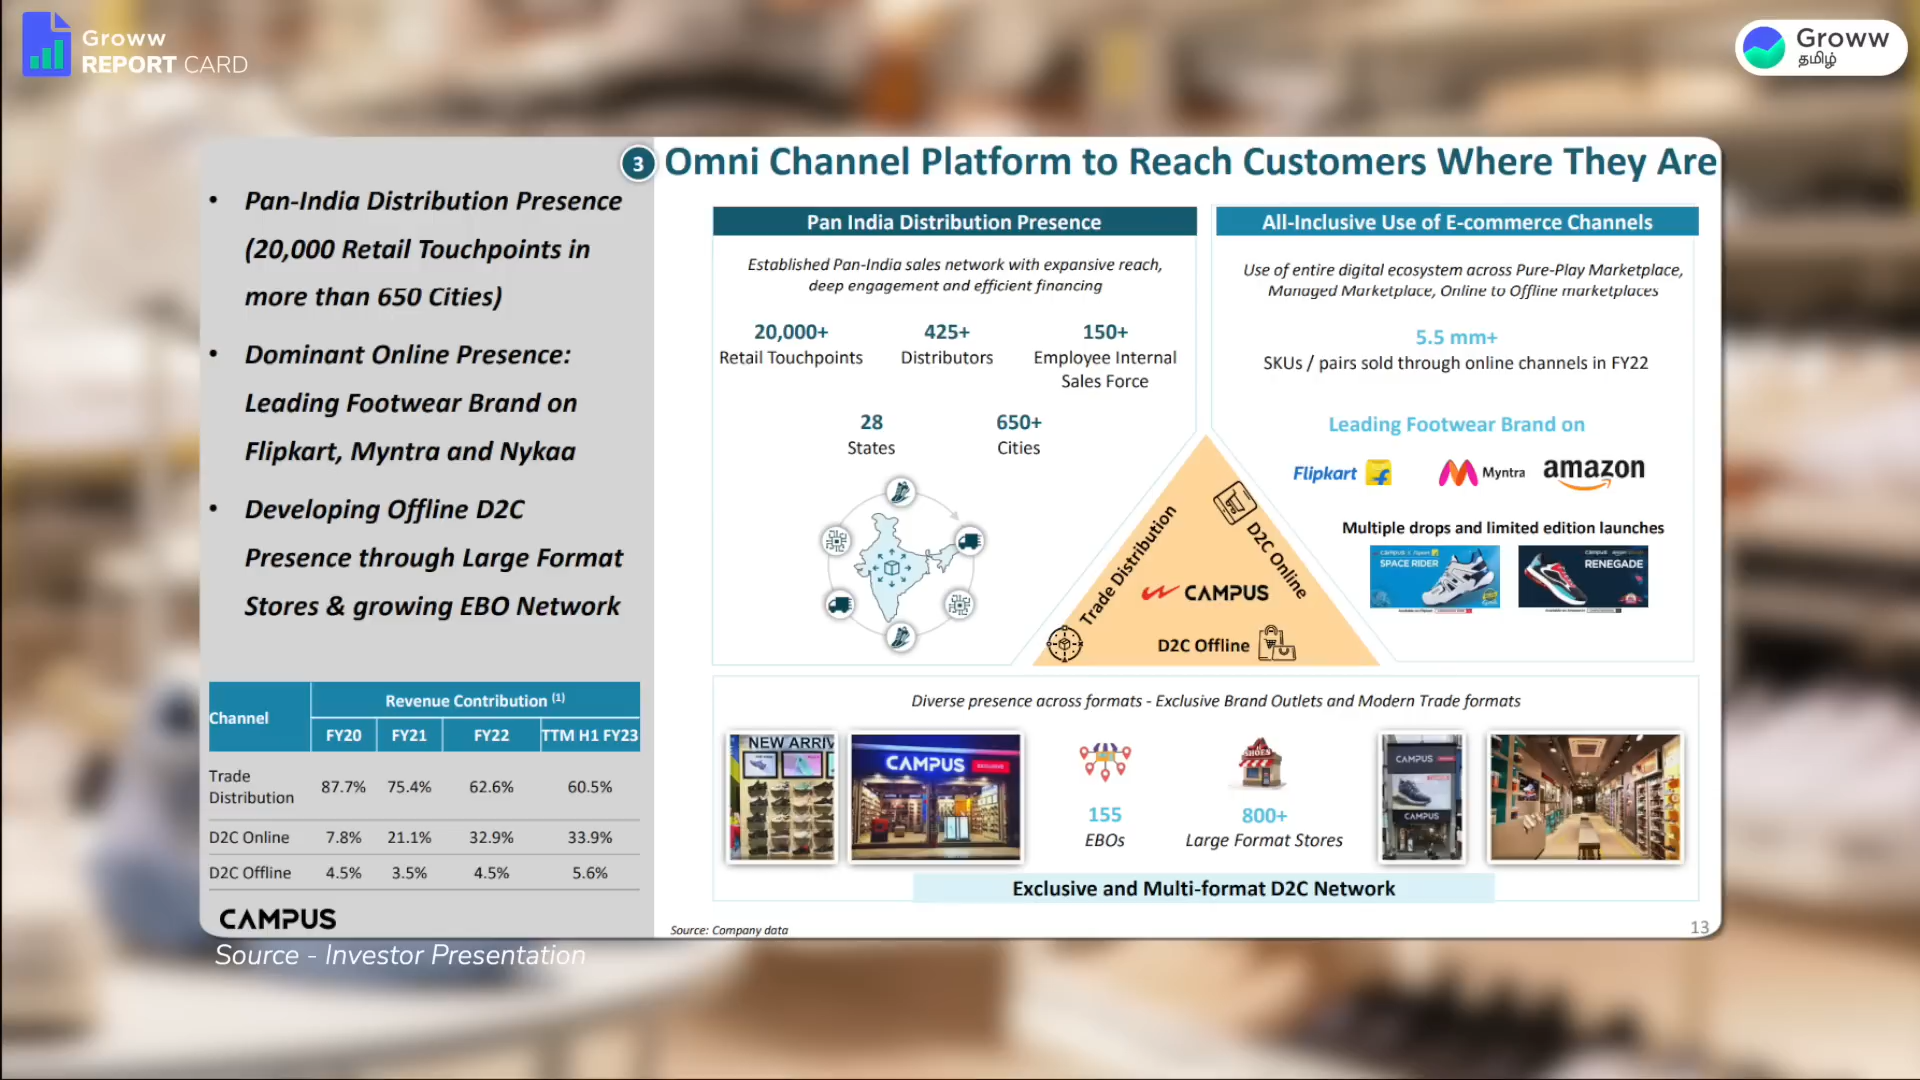 Groww
REPORT CARD
Groww
தமிழ்
3
Omni Channel Platform to Reach Customers Where They Are
• Pan-India Distribution Presence
(20,000 Retail Touchpoints in
more than 650 Cities)
• Dominant Online Presence:
Leading Footwear Brand on
Flipkart, Myntra and Nykaa
• Developing Offline D2C
Presence through Large Format
Stores & growing EBO Network
Channel
Revenue Contribution (1)
FY20 FY21 FY22 TTM H1 FY23
Trade
Distribution 87.7% 75.4% 62.6% 60.5%
D2C Online 7.8% 21.1% 32.9% 33.9%
D2C Offline 4.5% 3.5% 4.5% 5.6%
CAMPUS
Source - Investor Presentation
Pan India Distribution Presence
Established Pan-India sales network with expansive reach,
deep engagement and efficient financing
20,000+
Retail Touchpoints
425+
Distributors
150+
Employee Internal
Sales Force
28
States
650+
Cities
All-Inclusive Use of E-commerce Channels
Use of entire digital ecosystem across Pure-Play Marketplace,
Managed Marketplace, Online to Offline marketplaces
5.5 mm+
SKUs / pairs sold through online channels in FY22
Leading Footwear Brand on
Flipkart
Myntra
amazon
Multiple drops and limited edition launches
CAMPUS
SPACE RIDER
RENEGADE
Trade Distribution
D2C Online
CAMPUS
D2C Offline
Diverse presence across formats - Exclusive Brand Outlets and Modern Trade formats
NEW ARRIV
CAMPUS
SHOES
155
EBOs
800+
Large Format Stores
CAMPUS
CAMPUS
Exclusive and Multi-format D2C Network
Source: Company data
13